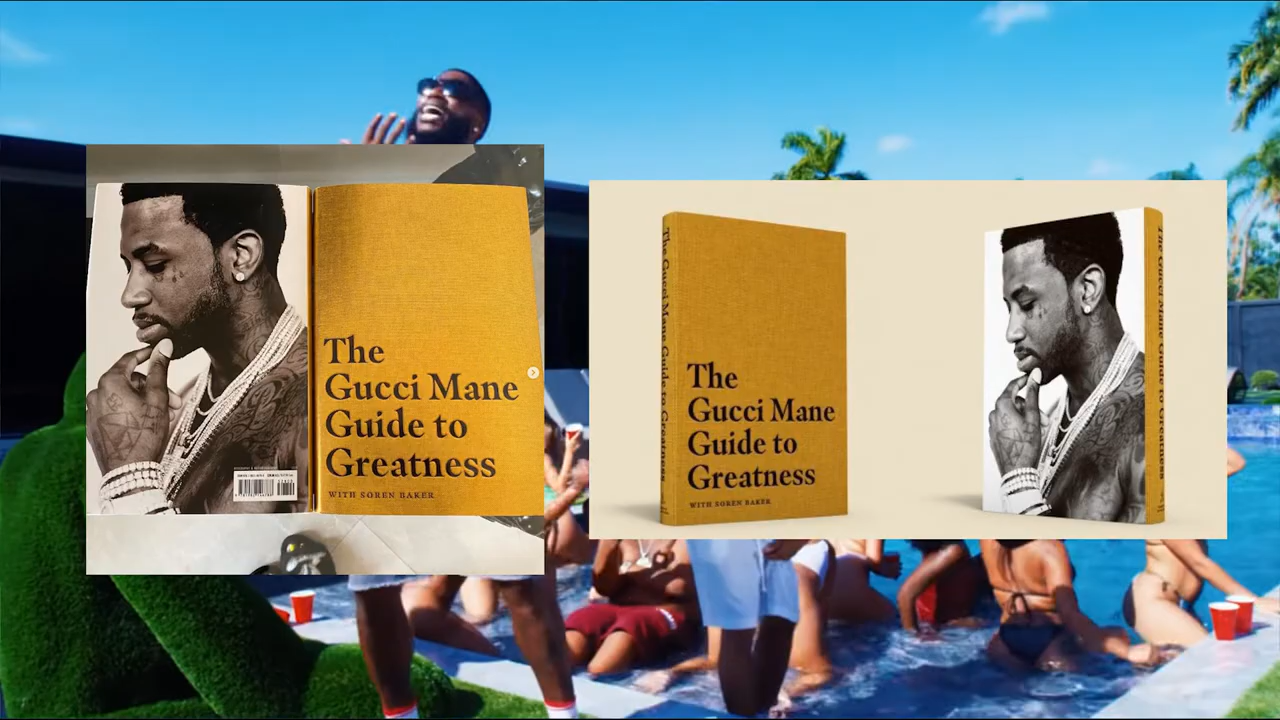 The
Gucci Mane
Guide to
Greatness
WITH SOREN BAKER
The Gucci Mane Guide to Greatness
The
Gucci Mane
Guide to
Greatness
WITH SOREN BAKER
The Gucci Mane Guide to Greatness